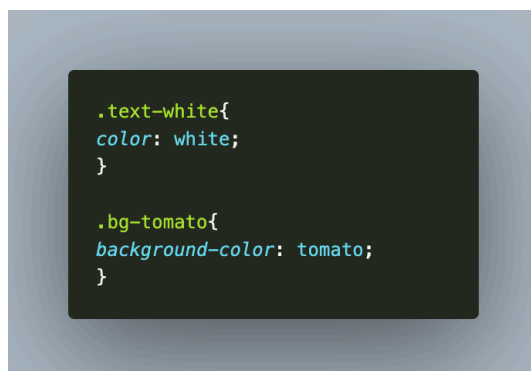 .text-white{
color: white;
}
.bg-tomato{
background-color: tomato;
}